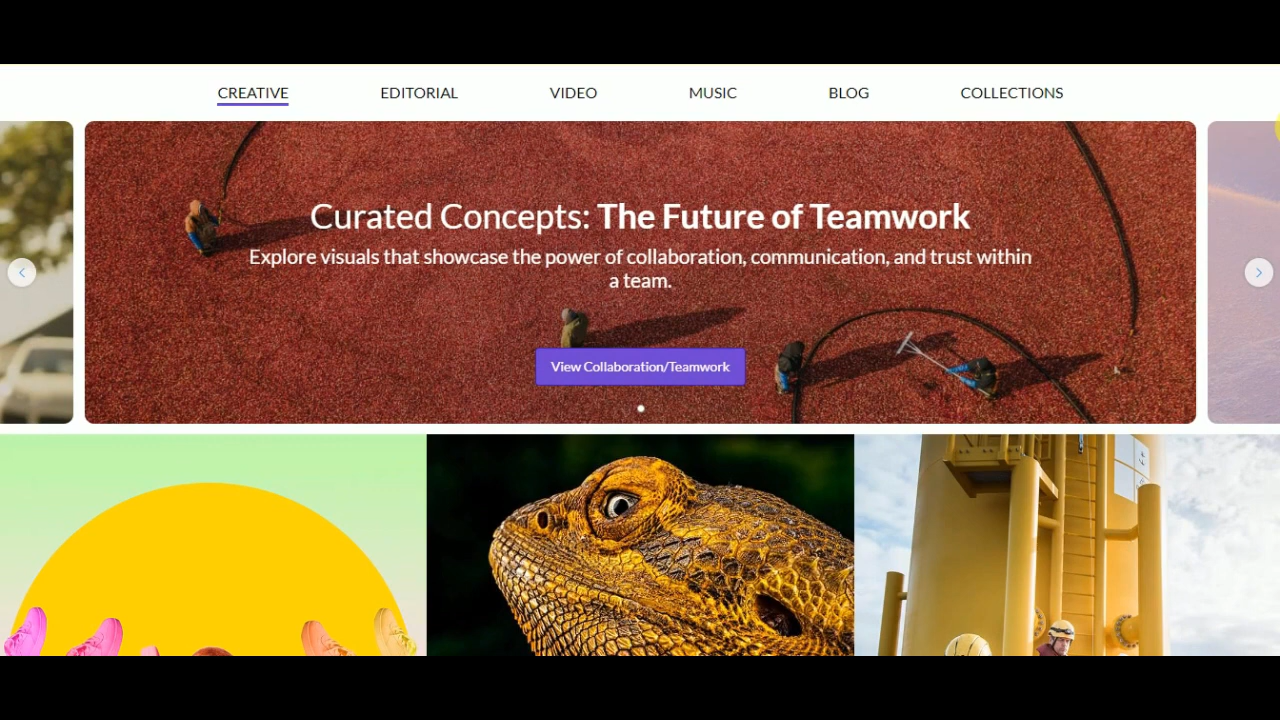 CREATIVE EDITORIAL VIDEO MUSIC BLOG COLLECTIONS
Curated Concepts: The Future of Teamwork
Explore visuals that showcase the power of collaboration, communication, and trust within
a team.
View Collaboration/Teamwork